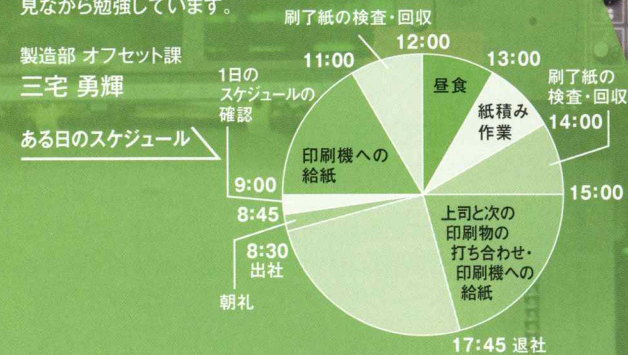 見ながら勉強しています。
製造部 オフセット課
三宅 勇輝
ある日のスケジュール
刷了紙の検査・回収
12:00
11:00
13:00
1日の
スケジュールの
確認
昼食
刷了紙の
検査・回収
紙積み
作業
14:00
印刷機への
給紙
9:00
15:00
8:45
上司と次の
印刷物の
打ち合わせ・
印刷機への
給紙
8:30
出社
朝礼
17:45 退社